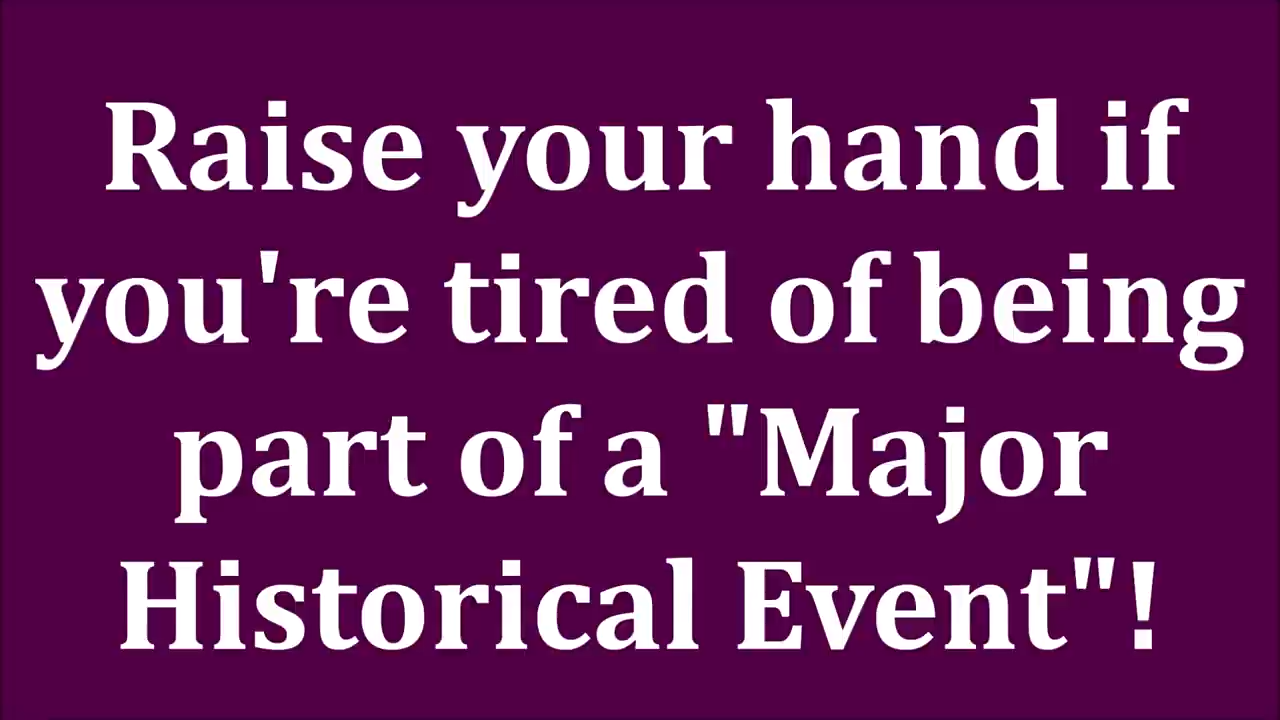 Raise your hand if
you're tired of being
part of a "Major
Historical Event"!